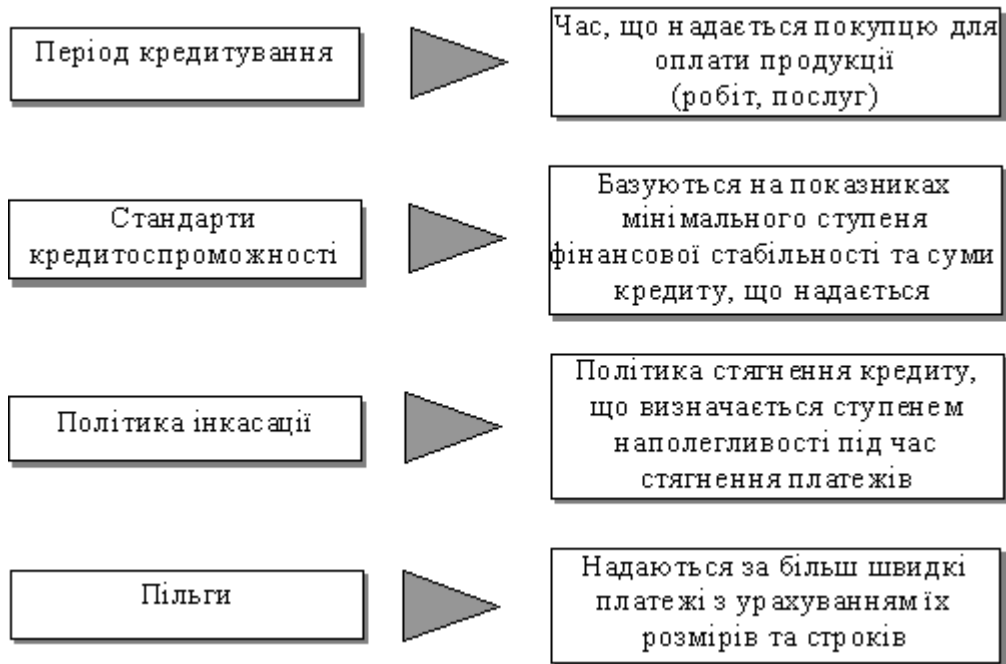 Період кредитування
Час, що надається покупцю для
оплати продукції
(робіт, послуг)
Стандарти
кредитоспроможності
Базуються на показниках
мінімального ступеня
фінансової стабільності та суми
кредиту, що надається
Політика інкасації
Політика стягнення кредиту,
що визначається ступенем
наполегливості під час
стягнення платежів
Пільги
Надаються за більш швидкі
платежі з урахуванням їх
розмірів та строків